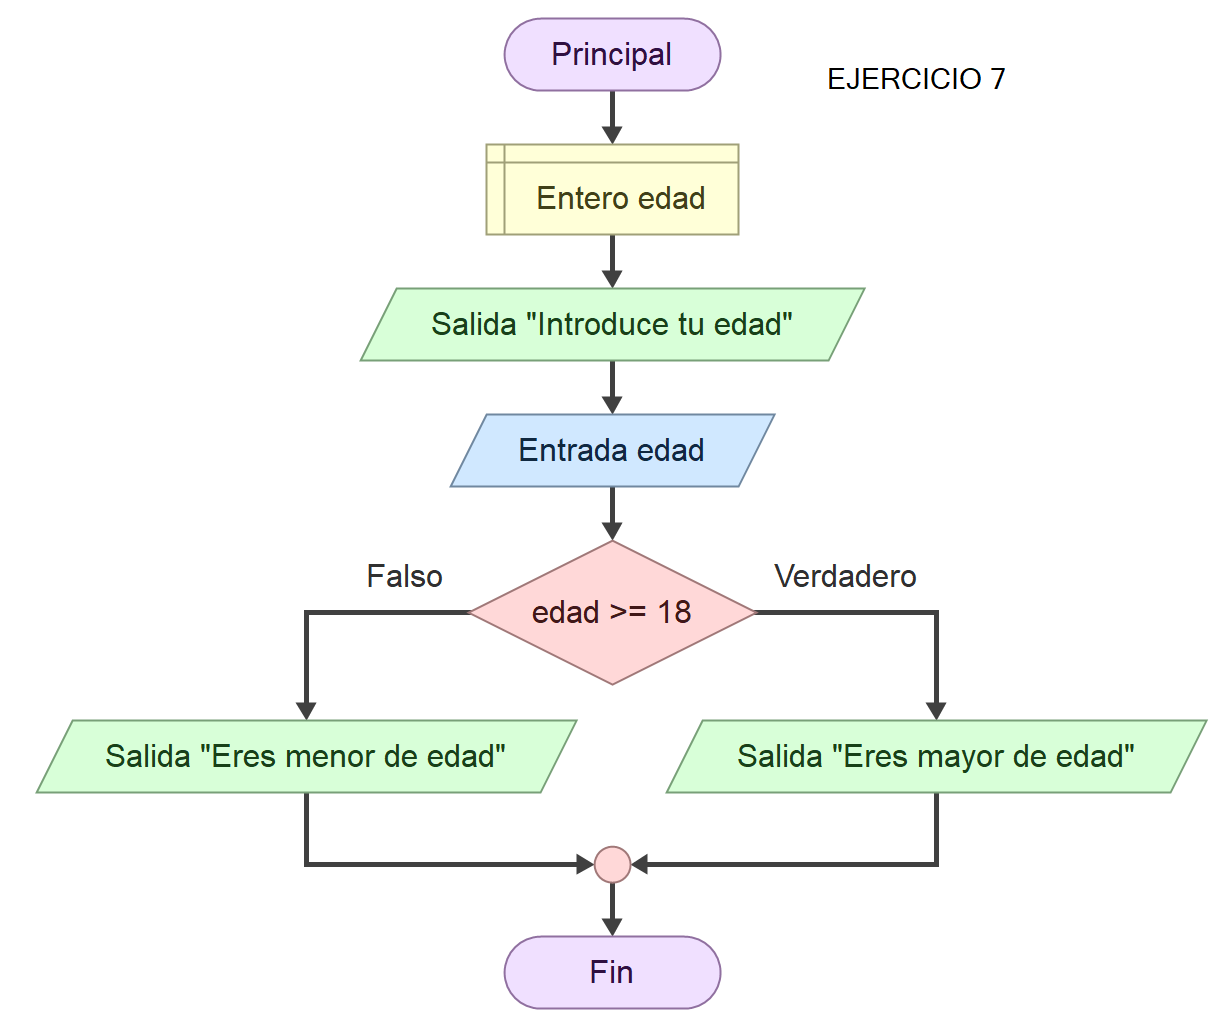 Principal
EJERCICIO 7
Entero edad
Salida "Introduce tu edad"
Entrada edad
Falso
Verdadero
edad >= 18
Salida "Eres menor de edad"
Salida "Eres mayor de edad"
Fin